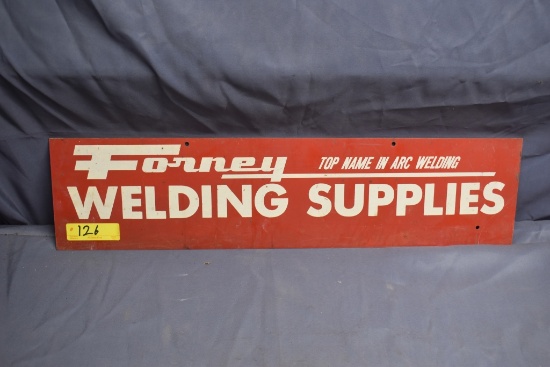 Forney TOP NAME IN ARC WELDING
WELDING SUPPLIES
126